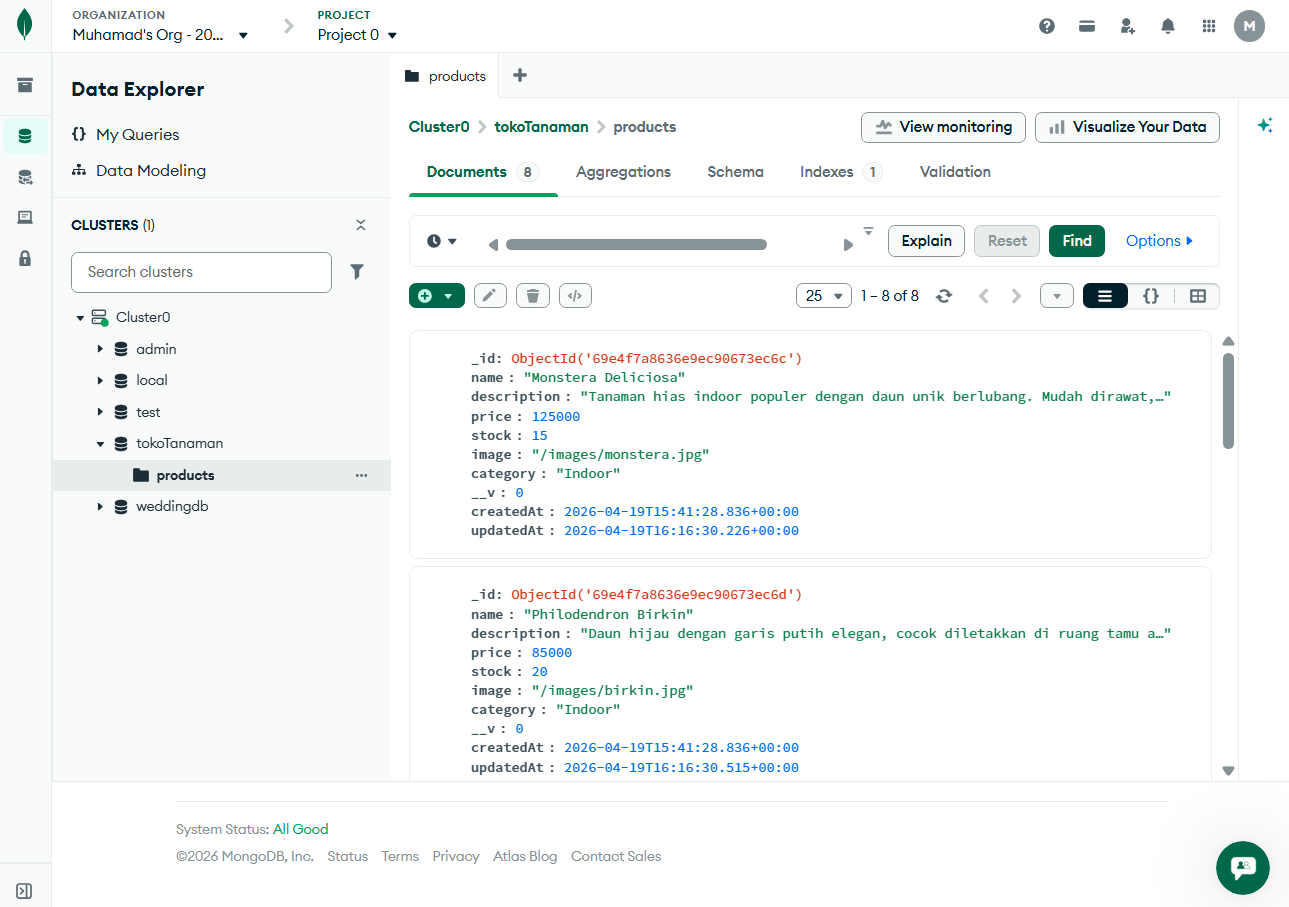 ORGANIZATION
Muhamad's Org - 20...
PROJECT
Project 0
M
Data Explorer
My Queries
Data Modeling
CLUSTERS (1)
Search clusters
Cluster0
admin
local
test
tokoTanaman
products
weddingdb
products
Cluster0 tokoTanaman products
View monitoring
Visualize Your Data
Documents 8
Aggregations
Schema
Indexes 1
Validation
Explain
Reset
Find
Options
25
1 – 8 of 8
_id: ObjectId('69e4f7a8636e9ec90673ec6c')
name : "Monstera Deliciosa"
description : "Tanaman hias indoor populer dengan daun unik berlubang. Mudah dirawat,…"
price : 125000
stock : 15
image : "/images/monstera.jpg"
category : "Indoor"
__v : 0
createdAt : 2026-04-19T15:41:28.836+00:00
updatedAt : 2026-04-19T16:16:30.226+00:00
_id: ObjectId('69e4f7a8636e9ec90673ec6d')
name : "Philodendron Birkin"
description : "Daun hijau dengan garis putih elegan, cocok diletakkan di ruang tamu a…"
price : 85000
stock : 20
image : "/images/birkin.jpg"
category : "Indoor"
__v : 0
createdAt : 2026-04-19T15:41:28.836+00:00
updatedAt : 2026-04-19T16:16:30.515+00:00
System Status: All Good
©2026 MongoDB, Inc. Status Terms Privacy Atlas Blog Contact Sales